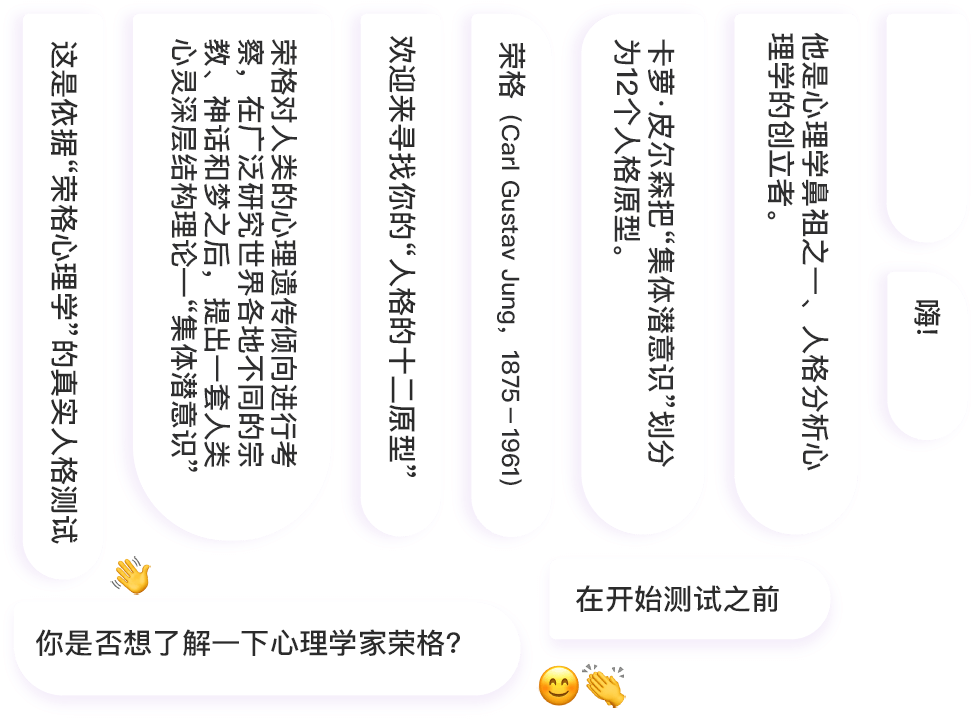 这是依据“荣格心理学”的真实人格测试
荣格对人类的心理遗传倾向进行考
察，在广泛研究世界各地不同的宗
教、神话和梦之后，提出一套人类
心灵深层结构理论—“集体潜意识”
欢迎来寻找你的“人格的十二原型”
荣格（Carl Gustav Jung，1875－1961）
卡萝·皮尔森把“集体潜意识”划分
为12个人格原型。
他是心理学鼻祖之一、人格分析心
理学的创立者。
嗨!
在开始测试之前
你是否想了解一下心理学家荣格?